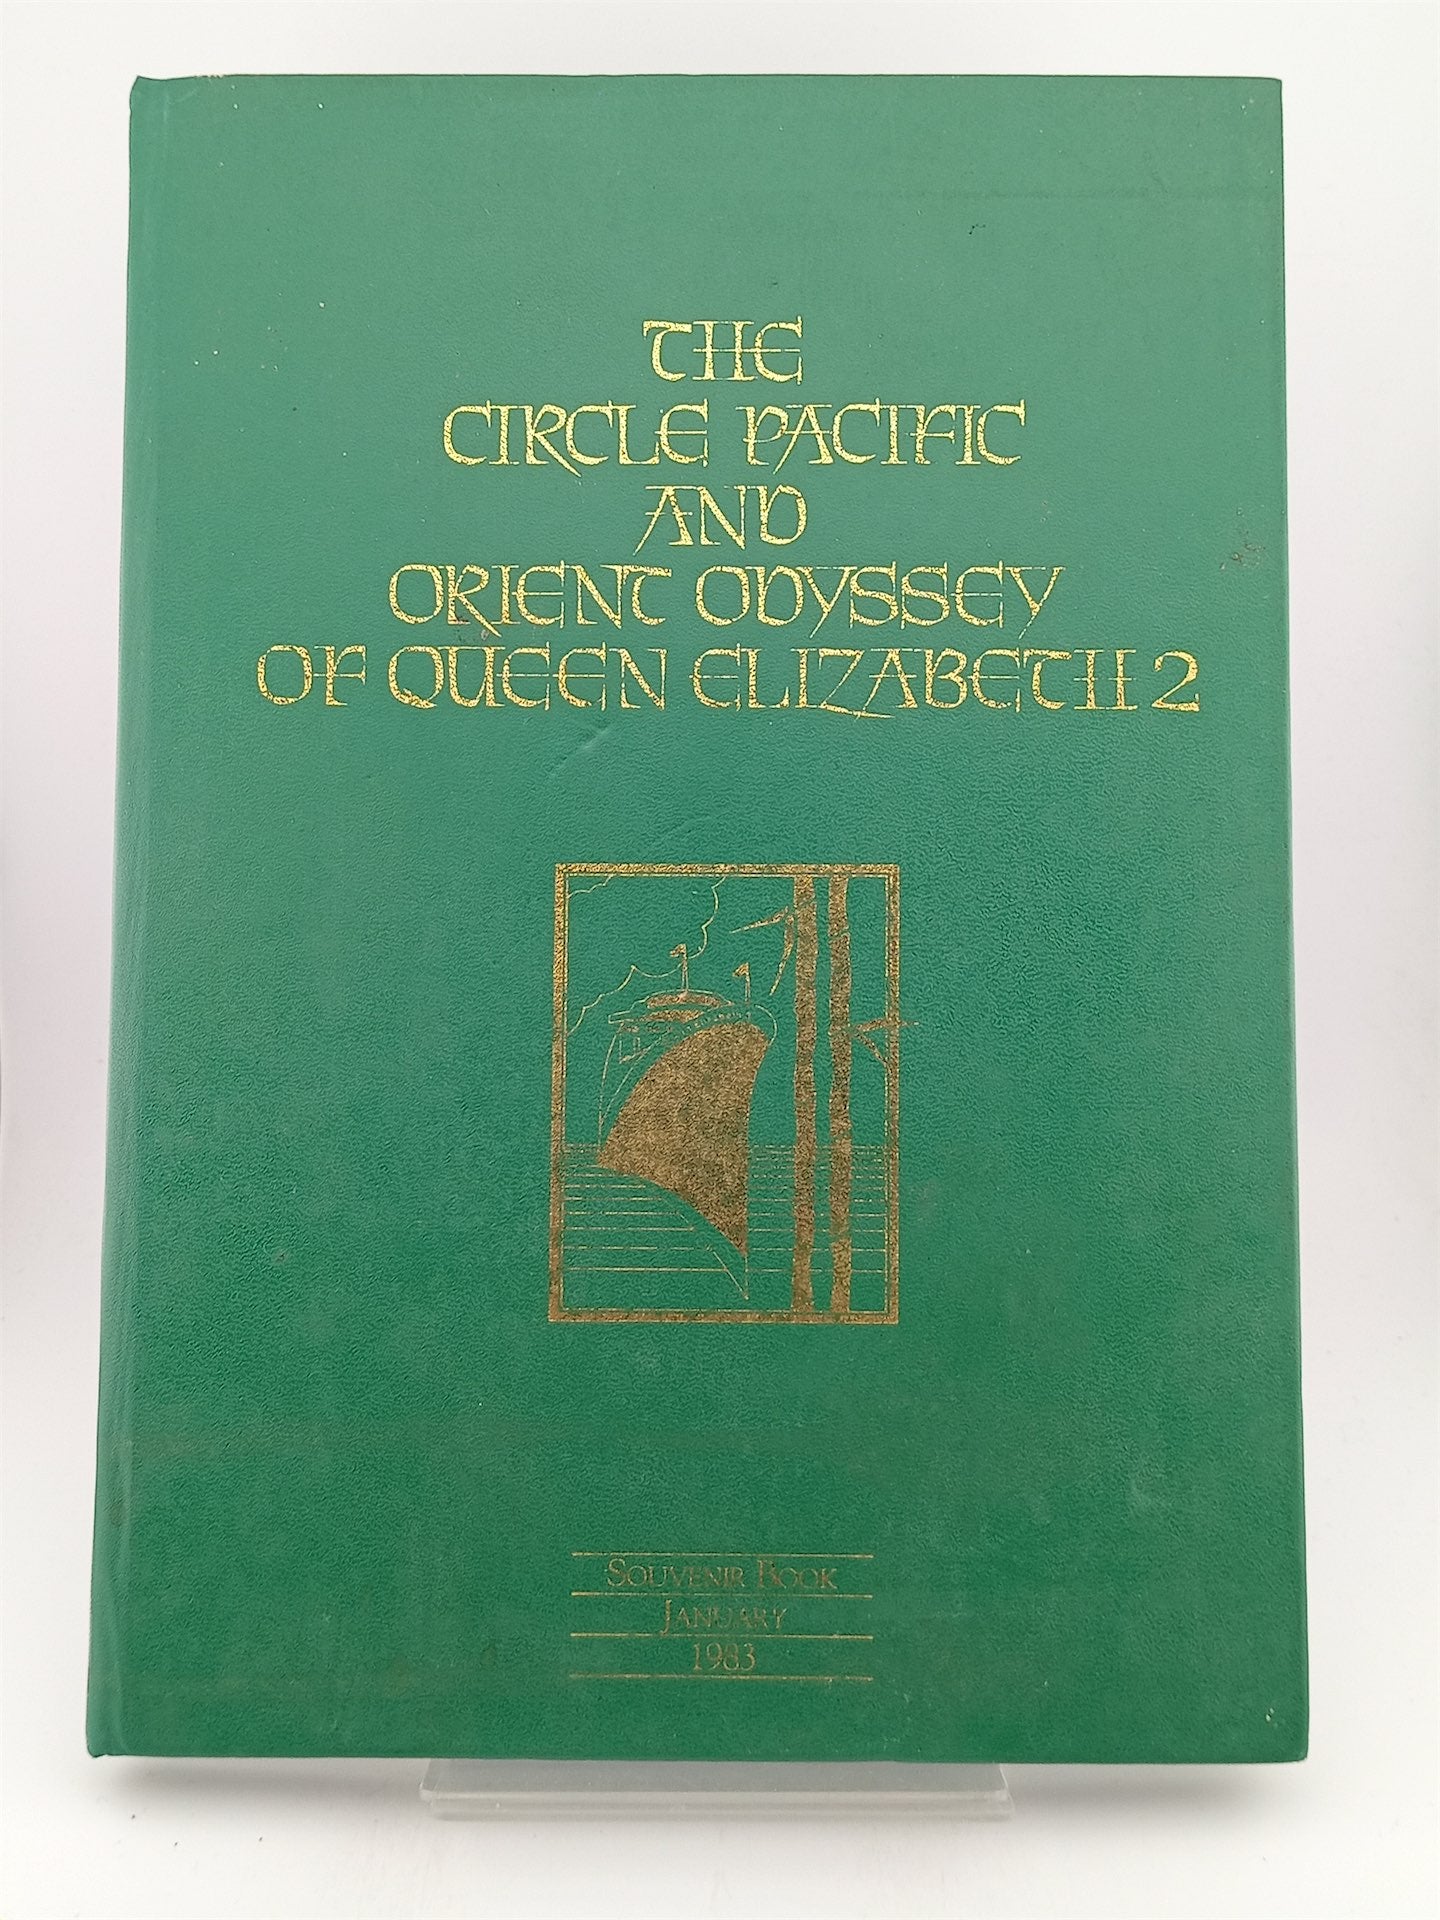 THE
CIRCLE PACIFIC
AND
ORIENT ODYSSEY
OF QUEEN ELIZABETH 2
SOUVENIR BOOK
JANUARY
1983